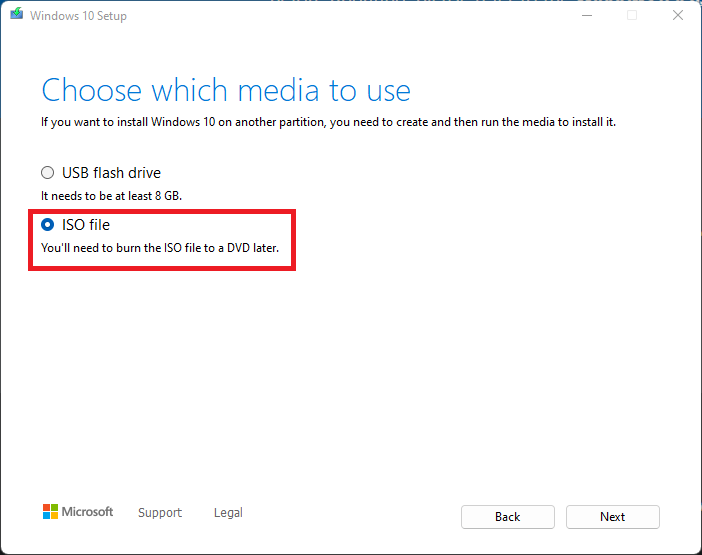 Windows 10 Setup
Choose which media to use
If you want to install Windows 10 on another partition, you need to create and then run the media to install it.
USB flash drive
It needs to be at least 8 GB.
ISO file
You'll need to burn the ISO file to a DVD later.
Microsoft Support Legal Back Next